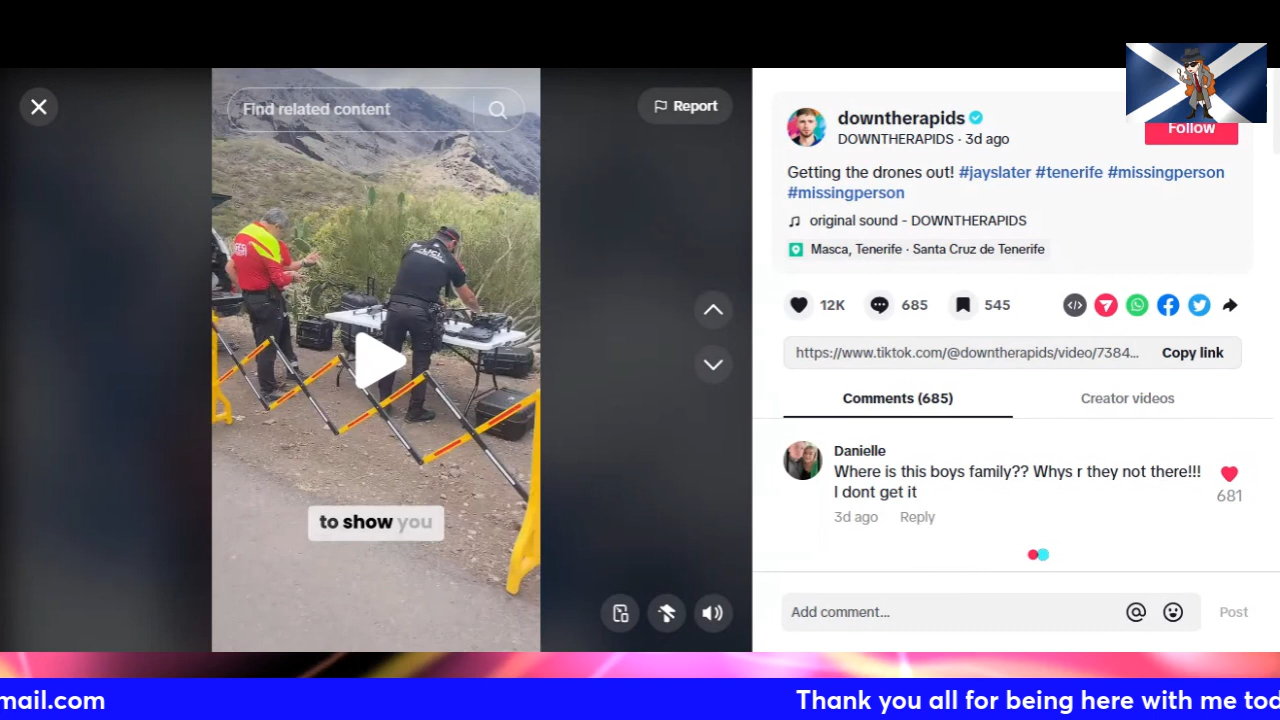 Find related content
Report
to show you
downtherapids
DOWNTHERAPIDS · 3d ago
Follow
Getting the drones out! #jayslater #tenerife #missingperson
#missingperson
original sound - DOWNTHERAPIDS
Masca, Tenerife · Santa Cruz de Tenerife
12K
685
545
https://www.tiktok.com/@downtherapids/video/7384...
Copy link
Comments (685)
Creator videos
Danielle
Where is this boys family?? Whys r they not there!!!
I dont get it
681
3d ago
Reply
Add comment...
Post
mail.com
Thank you all for being here with me tod